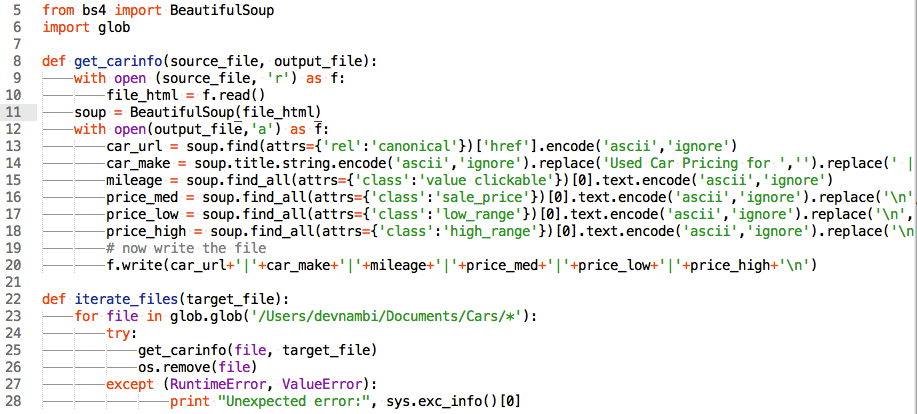 5 from bs4 import BeautifulSoup
6 import glob
7
8 def get_carinfo(source_file, output_file):
9 with open (source_file, 'r') as f:
10 file_html = f.read()
11 soup = BeautifulSoup(file_html)
12 with open(output_file,'a') as f:
13 car_url = soup.find(attrs={'rel':'canonical'})['href'].encode('ascii','ignore')
14 car_make = soup.title.string.encode('ascii','ignore').replace('Used Car Pricing for ','').replace(' |
15 mileage = soup.find_all(attrs={'class':'value clickable'})[0].text.encode('ascii','ignore')
16 price_med = soup.find_all(attrs={'class':'sale_price'})[0].text.encode('ascii','ignore').replace('\n',
17 price_low = soup.find_all(attrs={'class':'low_range'})[0].text.encode('ascii','ignore').replace('\n',
18 price_high = soup.find_all(attrs={'class':'high_range'})[0].text.encode('ascii','ignore').replace('\n
19 # now write the file
20 f.write(car_url+'|'+car_make+'|'+mileage+'|'+price_med+'|'+price_low+'|'+price_high+'\n')
21
22 def iterate_files(target_file):
23 for file in glob.glob('/Users/devnambi/Documents/Cars/*'):
24 try:
25 get_carinfo(file, target_file)
26 os.remove(file)
27 except (RuntimeError, ValueError):
28 print "Unexpected error:", sys.exc_info()[0]